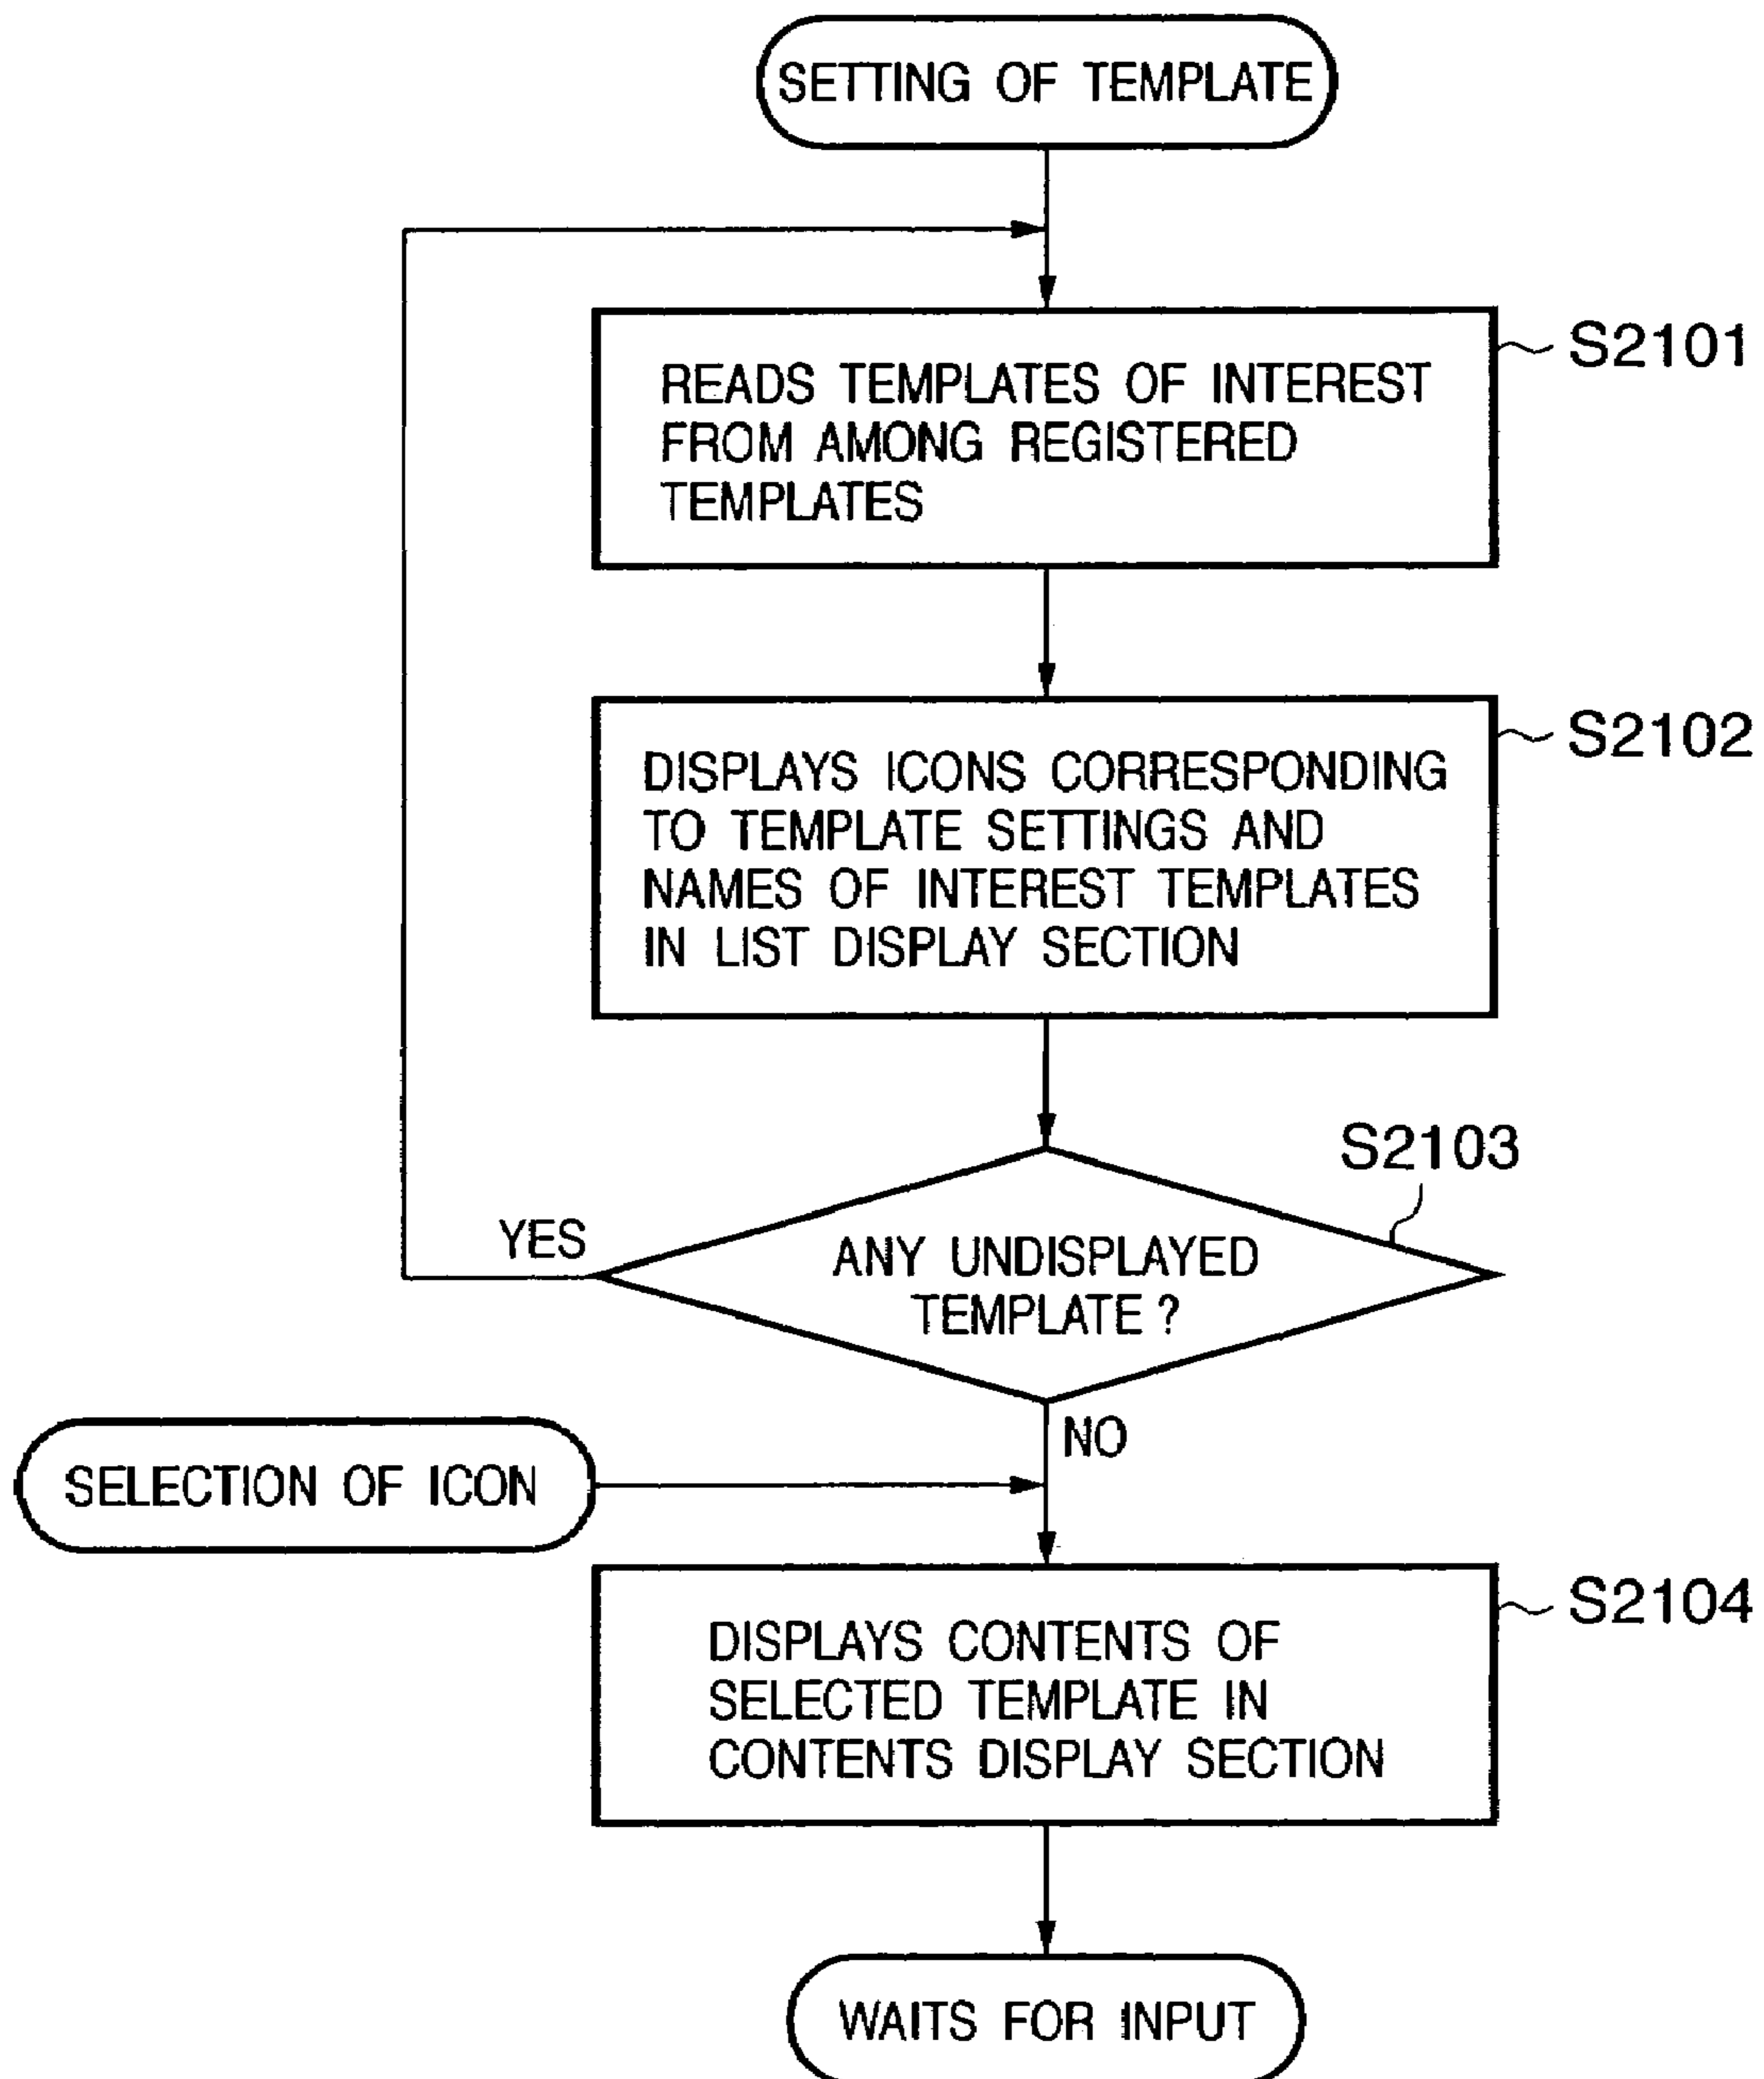 SETTING OF TEMPLATE
S2101
READS TEMPLATES OF INTEREST
FROM AMONG REGISTERED
TEMPLATES
S2102
DISPLAYS ICONS CORRESPONDING
TO TEMPLATE SETTINGS AND
NAMES OF INTEREST TEMPLATES
IN LIST DISPLAY SECTION
S2103
YES
ANY UNDISPLAYED
TEMPLATE ?
NO
SELECTION OF ICON
S2104
DISPLAYS CONTENTS OF
SELECTED TEMPLATE IN
CONTENTS DISPLAY SECTION
WAITS FOR INPUT